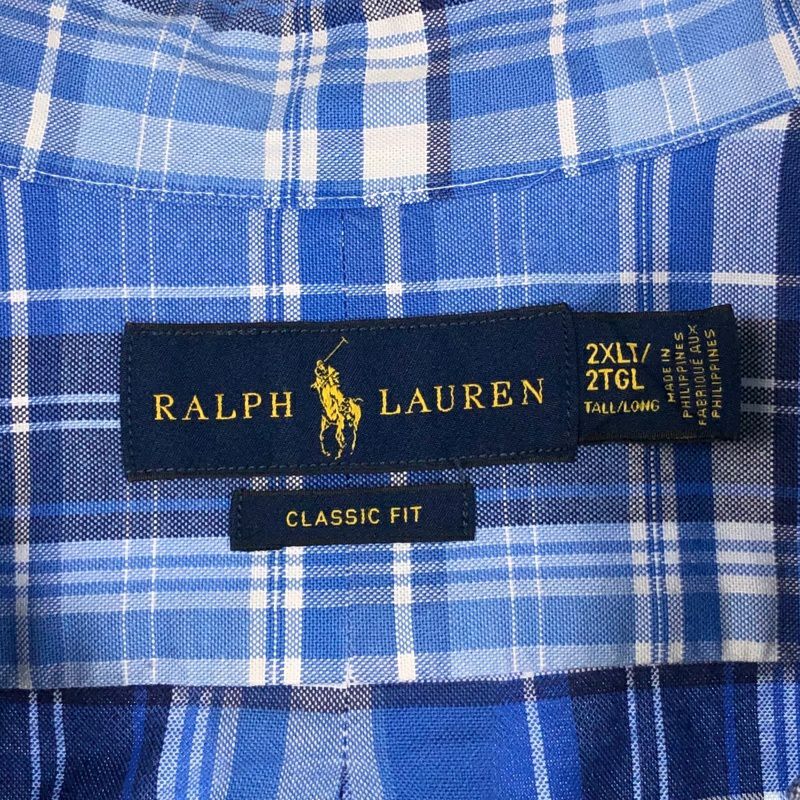 RALPH LAUREN
2XLT/
2TGL
TALL/LONG
MADE IN
PHILIPPINES
FABRIQUÉ AUX
PHILIPPINES
CLASSIC FIT